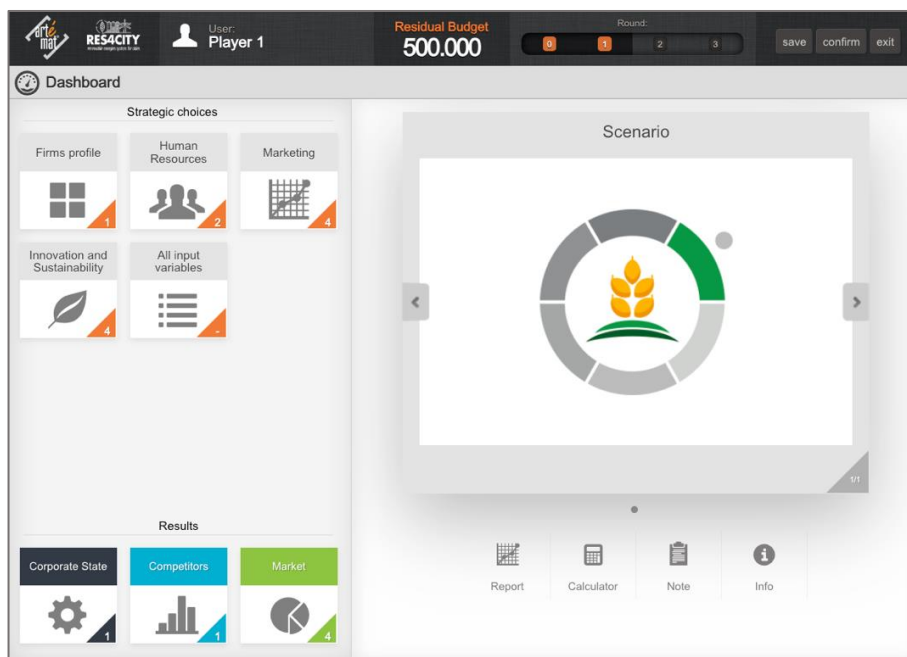 Arté
mat
RES4CITY
User:
Player 1
Residual Budget
500.000
Round:
0
1
2
3
save
confirm
exit
Dashboard
Strategic choices
Firms profile
1
Human
Resources
2
Marketing
4
Innovation and
Sustainability
4
All input
variables
-
Scenario
1/1
Results
Corporate State
1
Competitors
1
Market
4
Report
Calculator
Note
Info